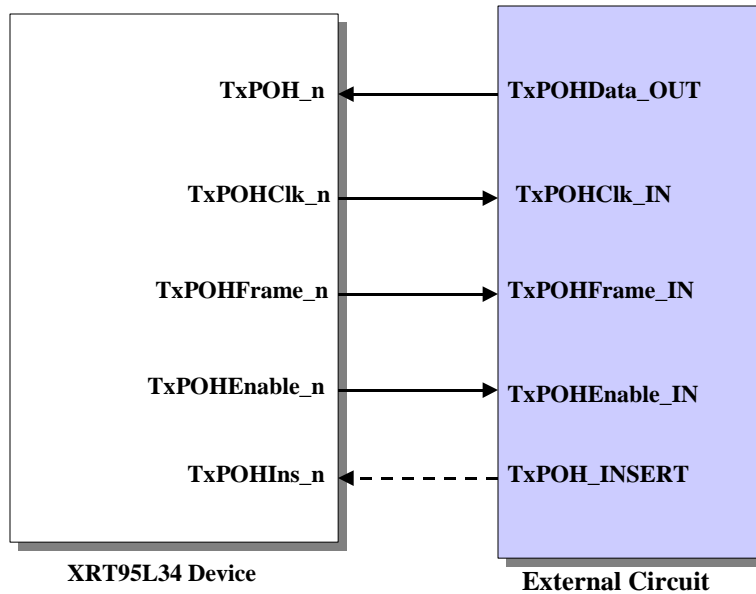 TxPOH_n TxPOHData_OUT
TxPOHClk_n TxPOHClk_IN
TxPOHFrame_n TxPOHFrame_IN
TxPOHEnable_n TxPOHEnable_IN
TxPOHIns_n TxPOH_INSERT
XRT95L34 Device
External Circuit